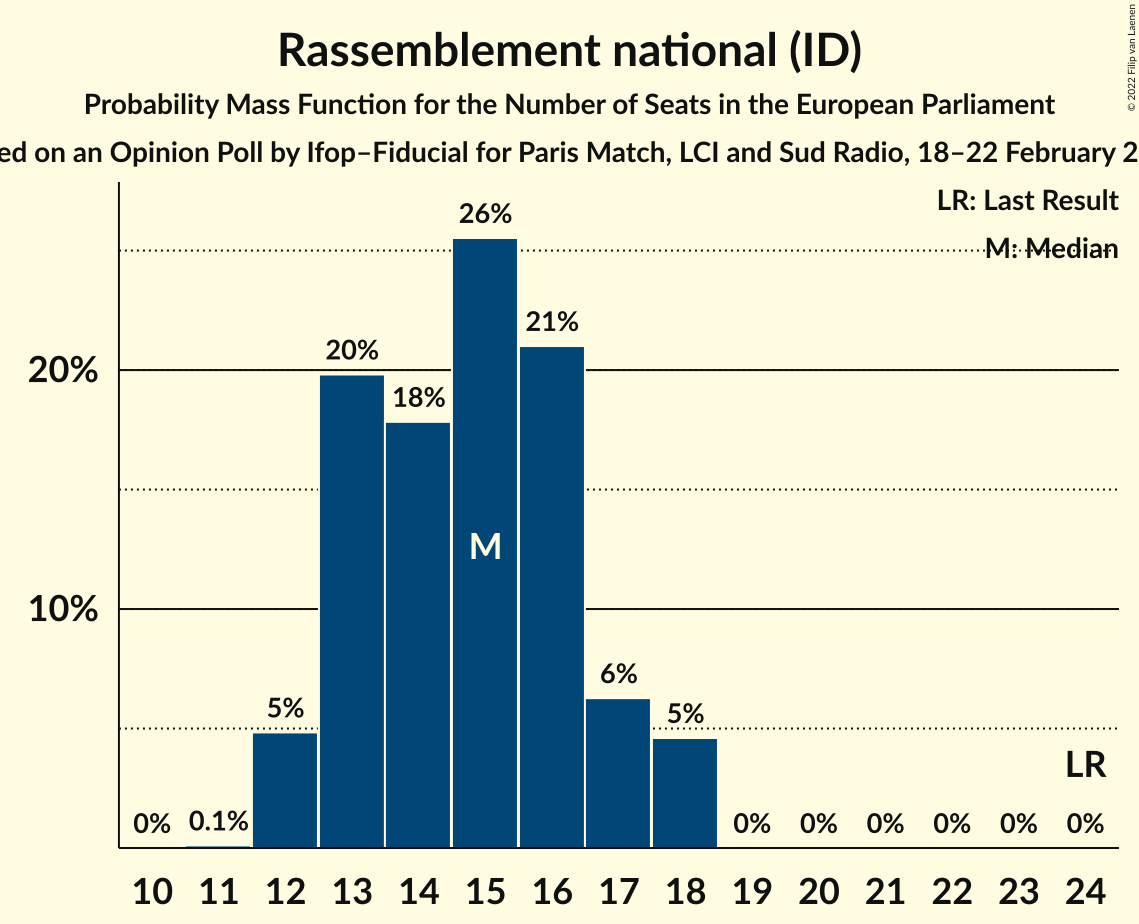 Rassemblement national (ID)
Probability Mass Function for the Number of Seats in the European Parliament
on an Opinion Poll by Ifop–Fiducial for Paris Match, LCI and Sud Radio, 18–22 February
© 2022 Filip van Laenen
LR: Last Result
M: Median
26%
21%
20%
18%
20%
M
10%
6%
5%
5%
LR
0% 0.1% 0% 0% 0% 0% 0% 0%
10 11 12 13 14 15 16 17 18 19 20 21 22 23 24